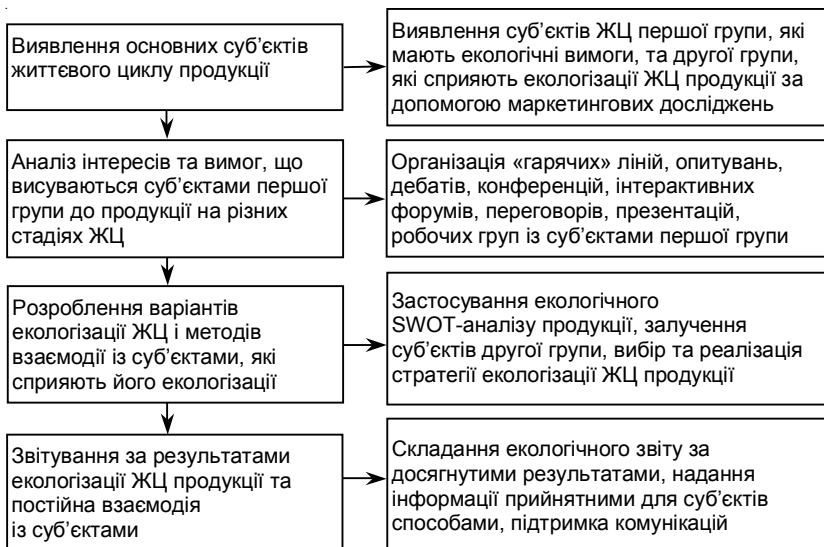 Виявлення основних суб’єктів
життєвого циклу продукції
Виявлення суб’єктів ЖЦ першої групи, які
мають екологічні вимоги, та другої групи,
які сприяють екологізації ЖЦ продукції за
допомогою маркетингових досліджень
Аналіз інтересів та вимог, що
висуваються суб’єктами першої
групи до продукції на різних
стадіях ЖЦ
Організація «гарячих» ліній, опитувань,
дебатів, конференцій, інтерактивних
форумів, переговорів, презентацій,
робочих груп із суб’єктами першої групи
Розроблення варіантів
екологізації ЖЦ і методів
взаємодії із суб’єктами, які
сприяють його екологізації
Застосування екологічного
SWOT-аналізу продукції, залучення
суб’єктів другої групи, вибір та реалізація
стратегії екологізації ЖЦ продукції
Звітування за результатами
екологізації ЖЦ продукції та
постійна взаємодія
із суб’єктами
Складання екологічного звіту за
досягнутими результатами, надання
інформації прийнятними для суб’єктів
способами, підтримка комунікацій